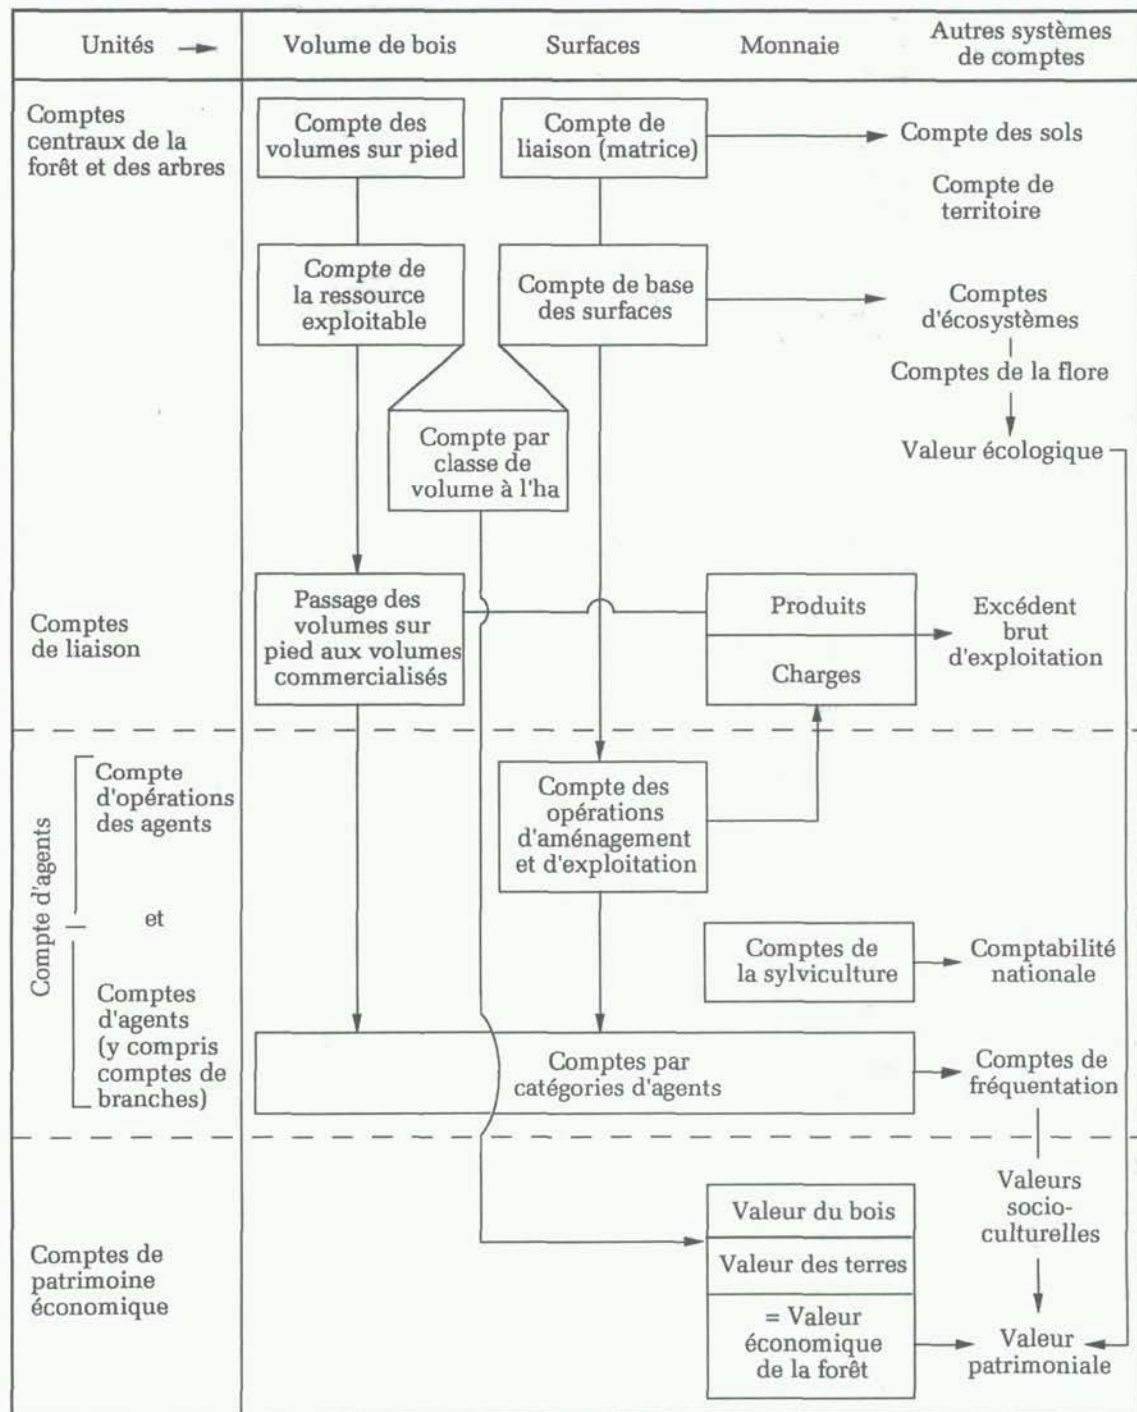 Unités
Volume de bois
Surfaces
Monnaie
Autres systèmes
de comptes
Comptes
centraux de la
forêt et des arbres
Compte des
volumes sur pied
Compte de
liaison (matrice)
Compte des sols
Compte de
territoire
Compte de
la ressource
exploitable
Compte de base
des surfaces
Comptes
d'écosystèmes
Comptes de la flore
Valeur écologique
Compte par
classe de
volume à l'ha
Comptes
de liaison
Passage des
volumes sur
pied aux volumes
commercialisés
Produits
Charges
Excédent
brut
d'exploitation
Compte d'agents
Compte
d'opérations
des agents
et
Comptes
d'agents
(y compris
comptes de
branches)
Compte des
opérations
d'aménagement
et d'exploitation
Comptes de
la sylviculture
Comptabilité
nationale
Comptes par
catégories d'agents
Comptes de
fréquentation
Comptes de
patrimoine
économique
Valeur du bois
Valeur des terres
= Valeur
économique
de la forêt
Valeurs
socio-
culturelles
Valeur
patrimoniale